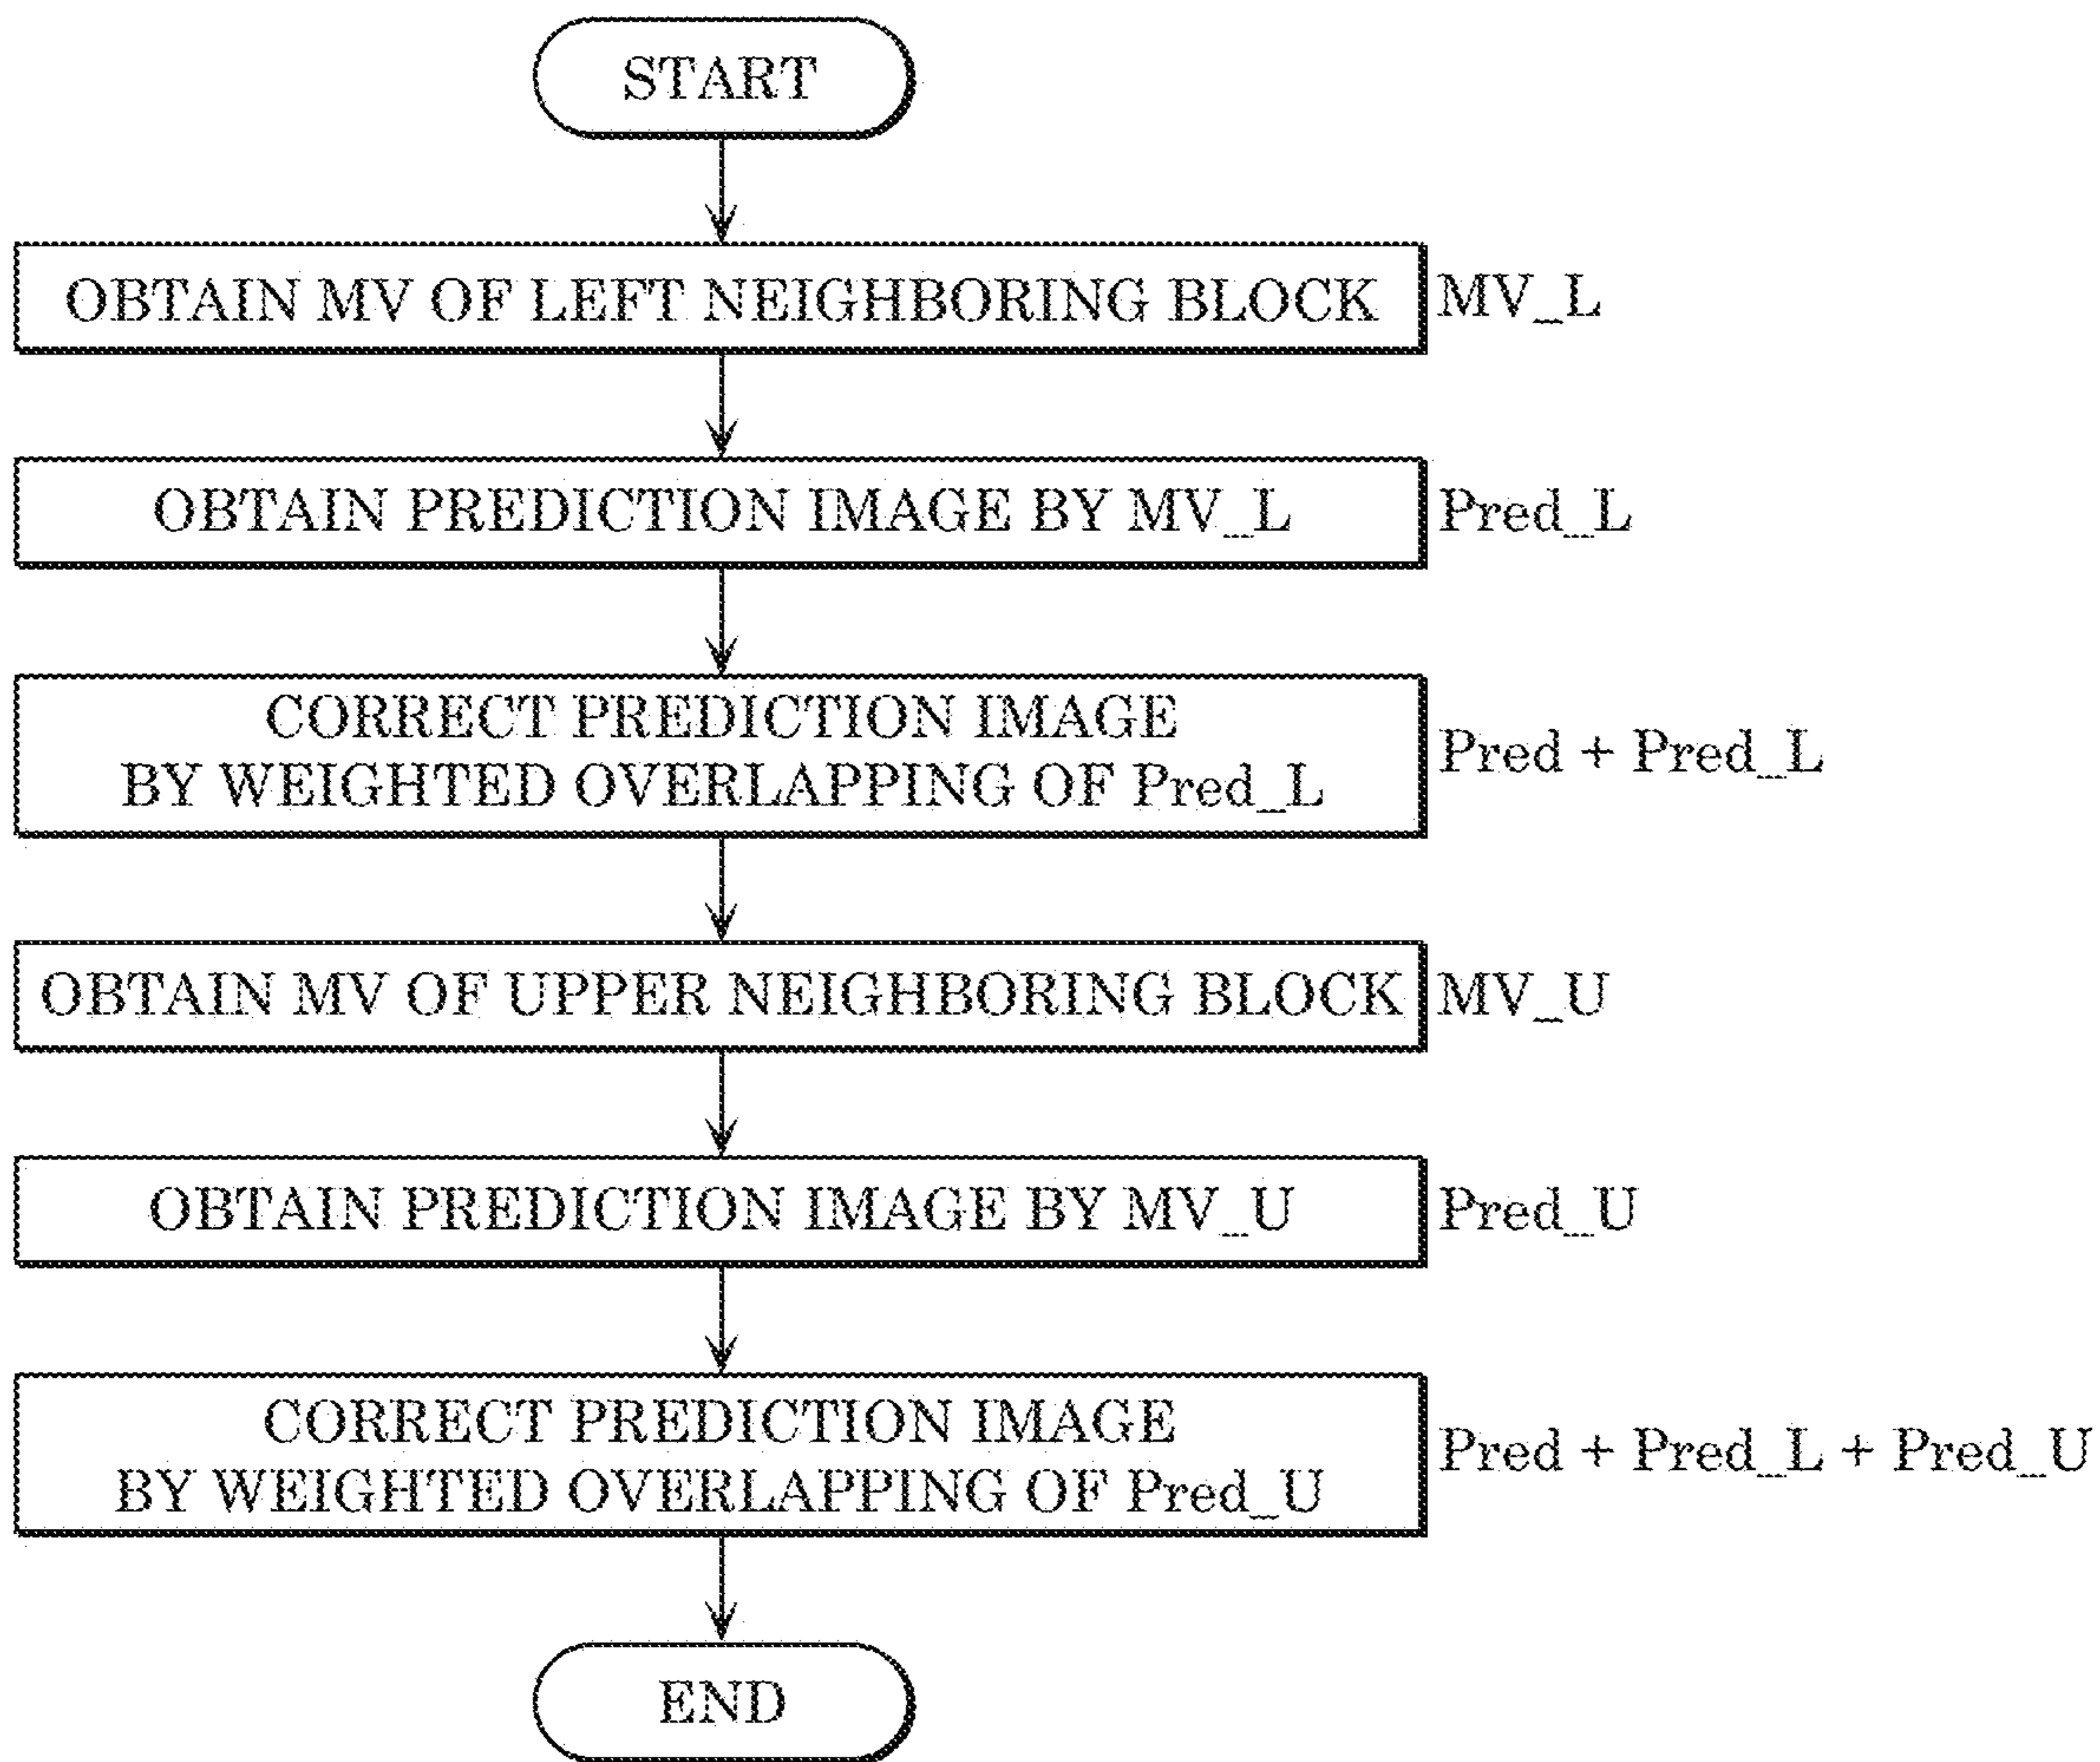 START
OBTAIN MV OF LEFT NEIGHBORING BLOCK MV_L
OBTAIN PREDICTION IMAGE BY MV_L Pred_L
CORRECT PREDICTION IMAGE
BY WEIGHTED OVERLAPPING OF Pred_L
Pred + Pred_L
OBTAIN MV OF UPPER NEIGHBORING BLOCK MV_U
OBTAIN PREDICTION IMAGE BY MV_U Pred_U
CORRECT PREDICTION IMAGE
BY WEIGHTED OVERLAPPING OF Pred_U
Pred + Pred_L + Pred_U
END